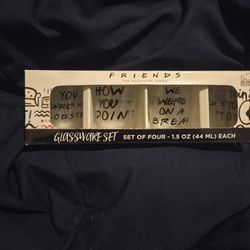 FRIENDS
THE TELEVISION SERIES
YOU
HOW
YOU
DOIN'
WE
WERE
ON A
BREA
GLASSWARE SET
SET OF FOUR - 1.5 OZ (44 ML) EACH